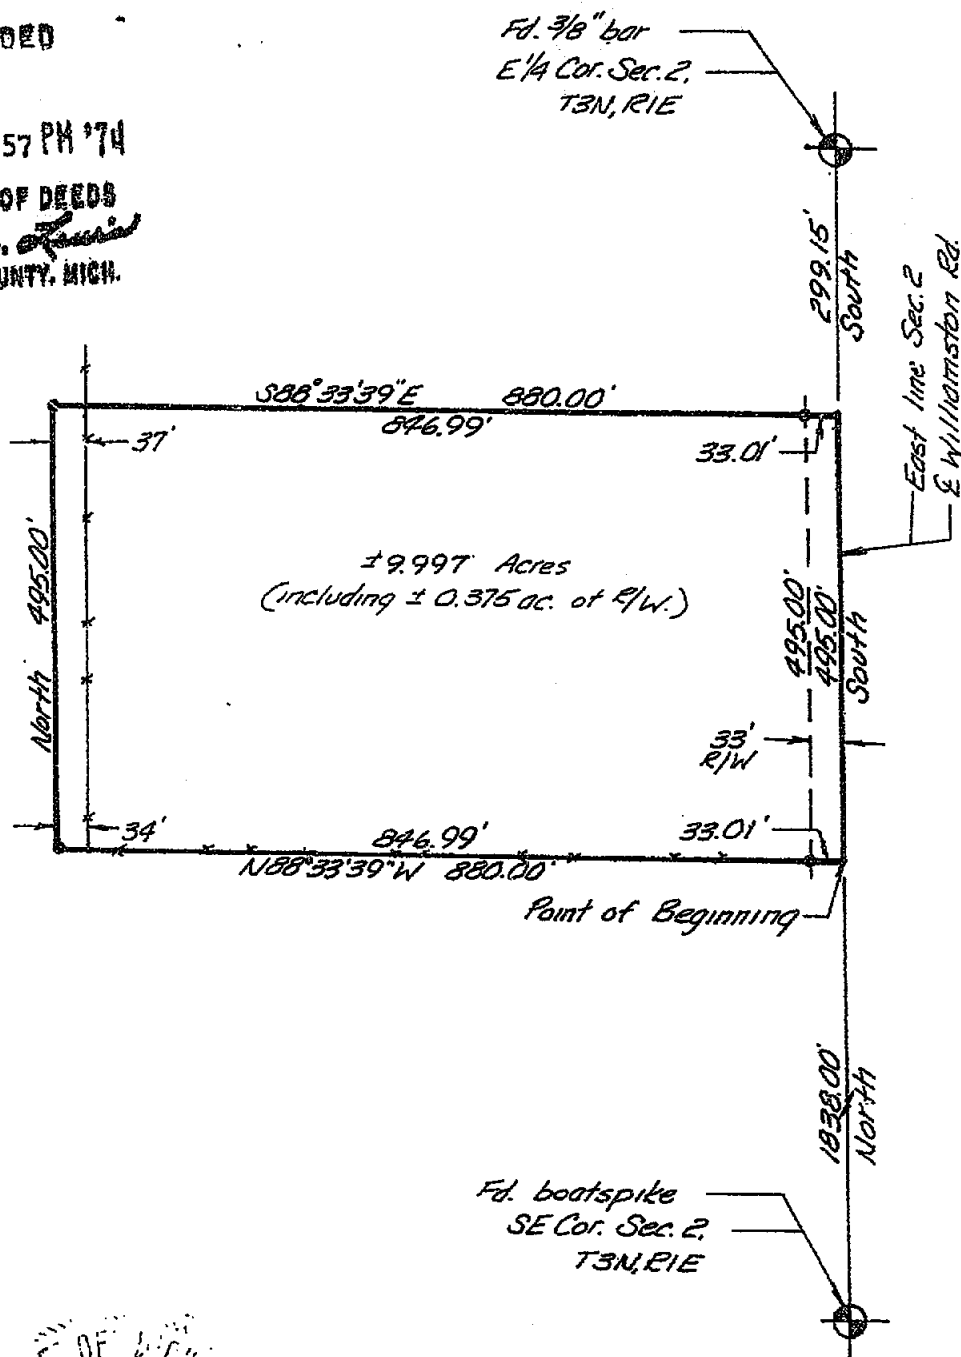 DED
57 PM '74
OF DEEDS
UNTY, MICH.
Fd. 3/8" bar
E 1/4 Cor. Sec. 2,
T3N, R1E
299.15'
South
East line Sec. 2
℄ Williamston Rd.
S88°33'39"E 880.00'
846.99'
33.01'
37'
North 495.00'
±9.997 Acres
(including ± 0.375 ac. of R/W.)
495.00'
495.00'
South
33'
R/W
34'
846.99'
33.01'
N88°33'39"W 880.00'
Point of Beginning
1838.00'
North
Fd. boatspike
SE Cor. Sec. 2,
T3N, R1E
OF